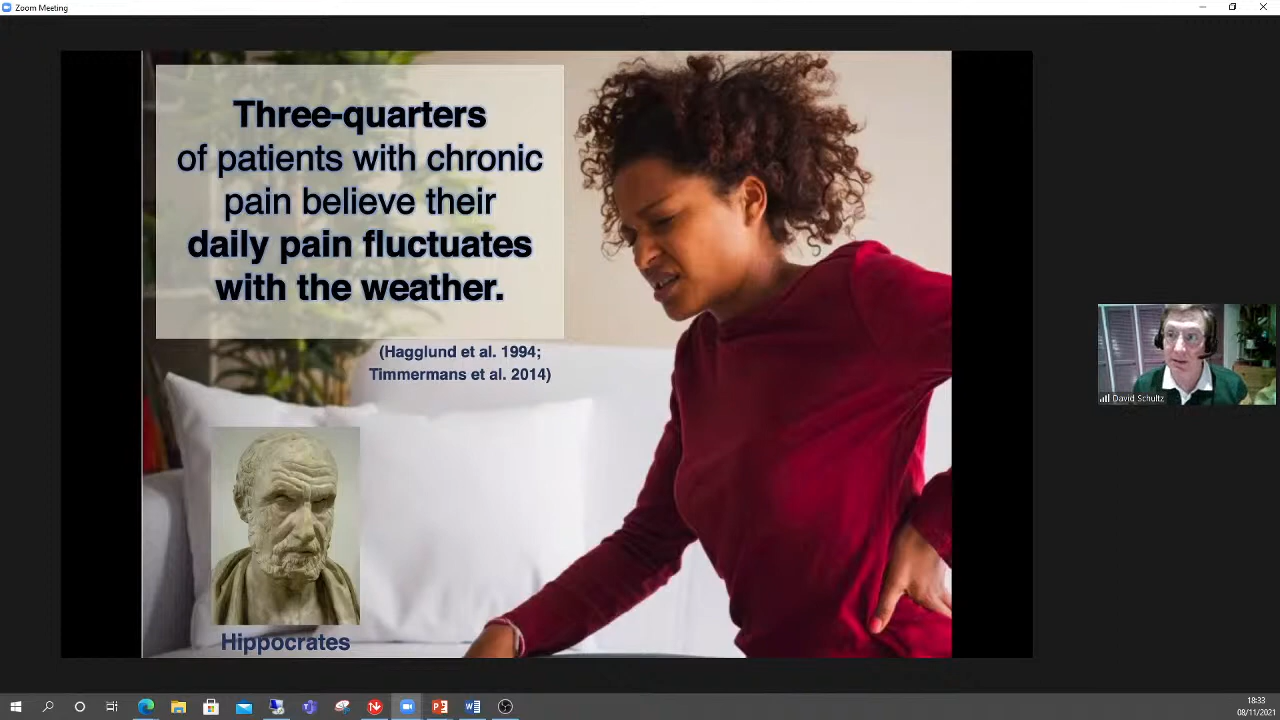 Zoom Meeting
Three-quarters
of patients with chronic
pain believe their
daily pain fluctuates
with the weather.
(Hagglund et al. 1994;
Timmermans et al. 2014)
Hippocrates
David Schultz
18:33
08/11/2021